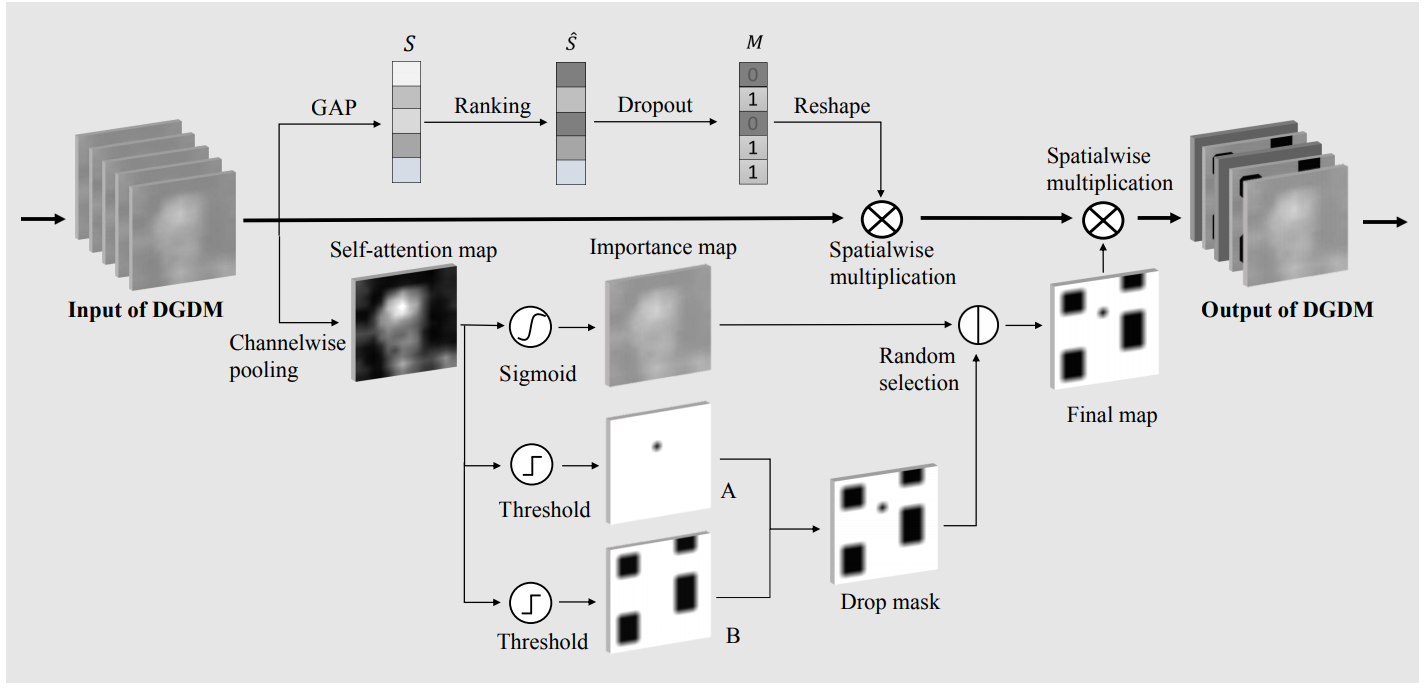 S
Ŝ
M
GAP
Ranking
Dropout
Reshape
0
1
0
1
1
Spatialwise
multiplication
Self-attention map
Importance map
Spatialwise
multiplication
Input of DGDM
Output of DGDM
Channelwise
pooling
Sigmoid
Random
selection
Final map
A
Threshold
Drop mask
B
Threshold